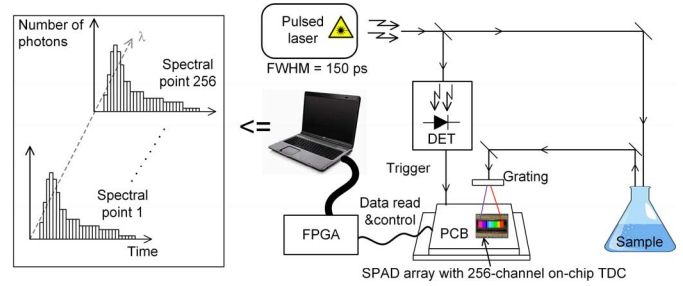 Number of
photons
λ
Spectral
point 256
Spectral
point 1
Time
<=
Pulsed
laser
FWHM = 150 ps
DET
Trigger
Grating
Data read
&control
FPGA
PCB
Sample
SPAD array with 256-channel on-chip TDC